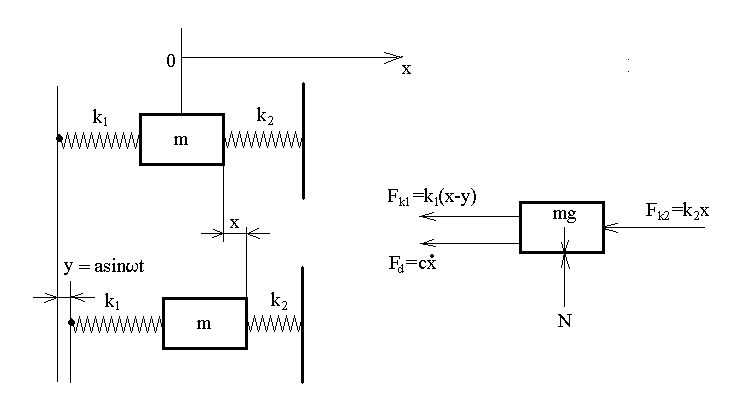 0
x
k₁
k₂
m
x
y = asinωt
k₁
k₂
m
Fk1=k₁(x-y)
mg
Fk2=k₂x
Fd=cẋ
N